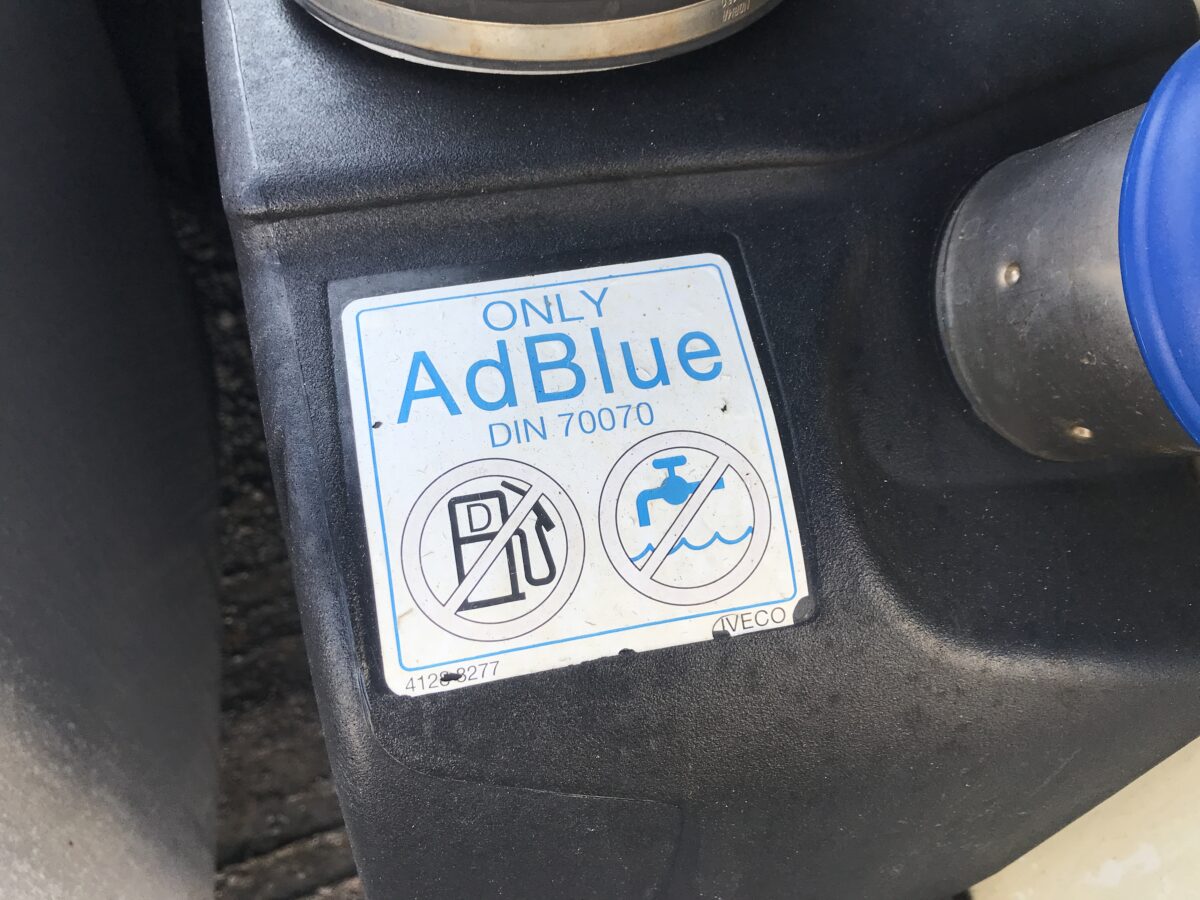 ONLY
AdBlue
DIN 70070
D
IVECO